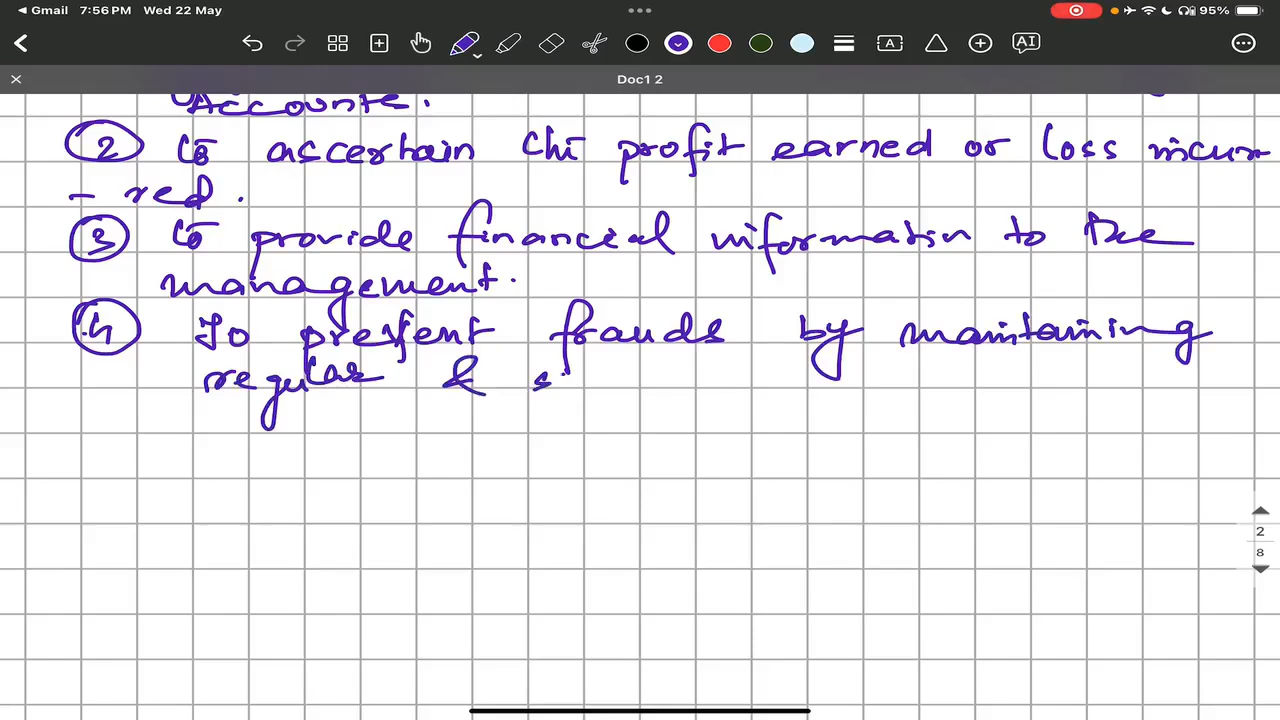 Gmail 7:56 PM Wed 22 May 95%
Doc1 2
Accounts.
② To ascertain the profit earned or loss incur
- red.
③ To provide financial information to the
management.
④ To prevent frauds by maintaining
regular & s
2
8